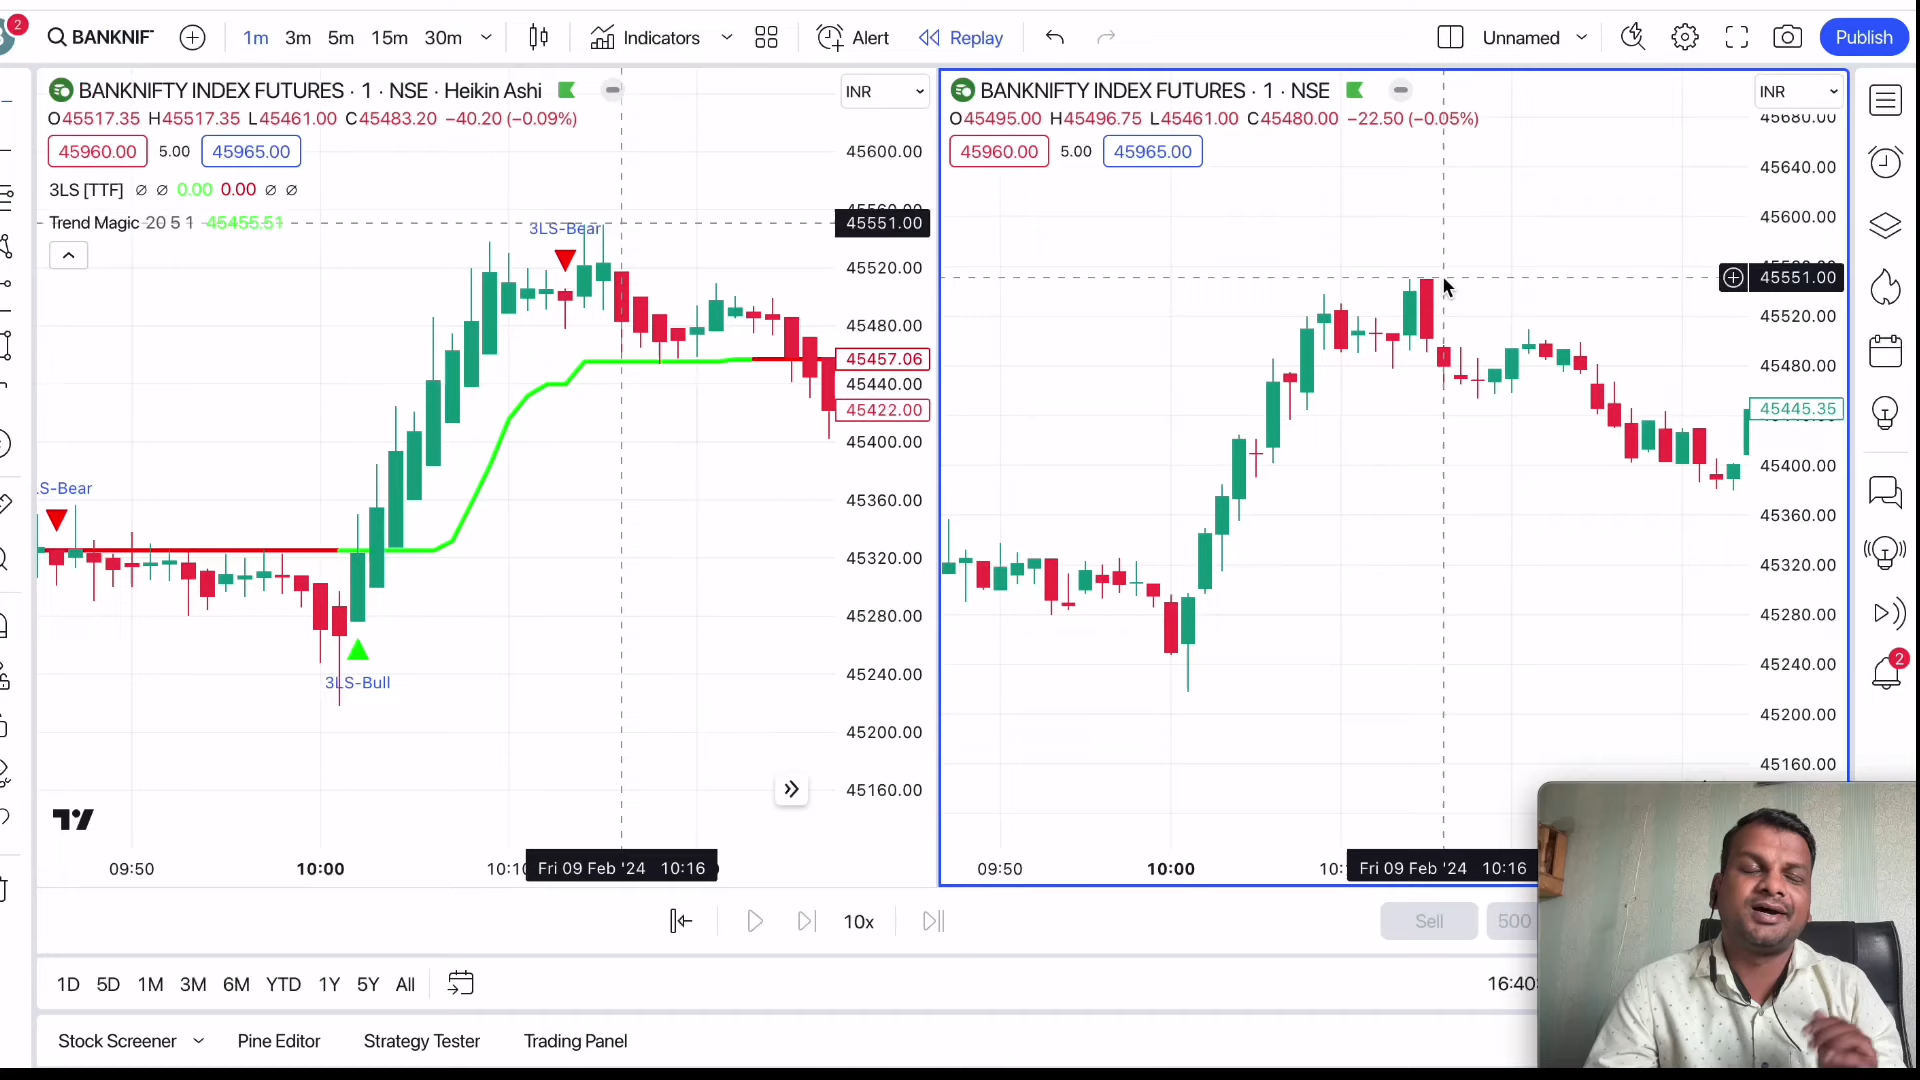 2
BANKNIF 1m 3m 5m 15m 30m Indicators Alert Replay Unnamed Publish
BANKNIFTY INDEX FUTURES · 1 · NSE · Heikin Ashi INR
O45517.35 H45517.35 L45461.00 C45483.20 −40.20 (−0.09%)
45960.00 5.00 45965.00
3LS [TTF] ∅ ∅ 0.00 0.00 ∅ ∅
Trend Magic 20 5 1 45455.51
3LS-Bear
S-Bear
3LS-Bull
45600.00
45560.00
45551.00
45520.00
45480.00
45457.06
45440.00
45422.00
45400.00
45360.00
45320.00
45280.00
45240.00
45200.00
45160.00
09:50 10:00 10:10 Fri 09 Feb '24 10:16
BANKNIFTY INDEX FUTURES · 1 · NSE INR
O45495.00 H45496.75 L45461.00 C45480.00 −22.50 (−0.05%)
45960.00 5.00 45965.00
45680.00
45640.00
45600.00
45551.00
45520.00
45480.00
45445.35
45400.00
45360.00
45320.00
45280.00
45240.00
45200.00
45160.00
09:50 10:00 10: Fri 09 Feb '24 10:16
2
10x Sell 500
1D 5D 1M 3M 6M YTD 1Y 5Y All 16:40
Stock Screener Pine Editor Strategy Tester Trading Panel